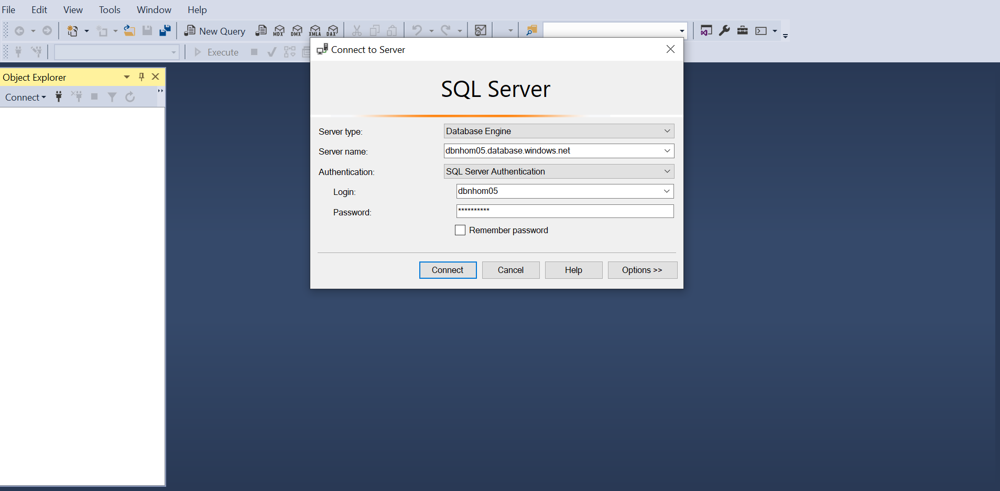 File Edit View Tools Window Help
New Query MDX DMX XMLA DAX
Execute
Connect to Server
Object Explorer
Connect
SQL Server
Server type: Database Engine
Server name: dbnhom05.database.windows.net
Authentication: SQL Server Authentication
Login: dbnhom05
Password: **********
Remember password
Connect Cancel Help Options >>